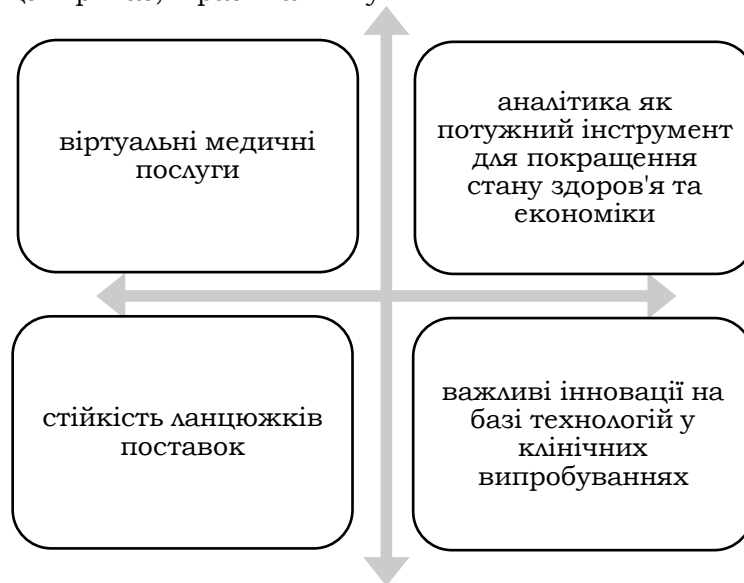 віртуальні медичні
послуги
аналітика як
потужний інструмент
для покращення
стану здоров'я та
економіки
стійкість ланцюжків
поставок
важливі інновації на
базі технологій у
клінічних
випробуваннях